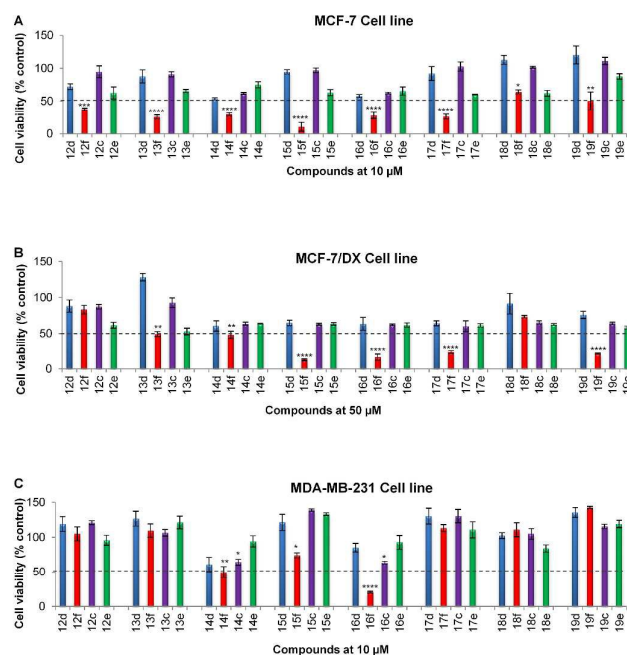 A
MCF-7 Cell line
Cell viability (% control)
150
100
50
0
*** **** **** **** **** **** * **
12d 12f 12c 12e 13d 13f 13c 13e 14d 14f 14c 14e 15d 15f 15c 15e 16d 16f 16c 16e 17d 17f 17c 17e 18d 18f 18c 18e 19d 19f 19c 19e
Compounds at 10 µM
B
MCF-7/DX Cell line
Cell viability (% control)
150
100
50
0
** ** **** **** **** ****
12d 12f 12c 12e 13d 13f 13c 13e 14d 14f 14c 14e 15d 15f 15c 15e 16d 16f 16c 16e 17d 17f 17c 17e 18d 18f 18c 18e 19d 19f 19c
Compounds at 50 µM
C
MDA-MB-231 Cell line
Cell viability (% control)
150
100
50
0
** * * **** *
12d 12f 12c 12e 13d 13f 13c 13e 14d 14f 14c 14e 15d 15f 15c 15e 16d 16f 16c 16e 17d 17f 17c 17e 18d 18f 18c 18e 19d 19f 19c 19e
Compounds at 10 µM